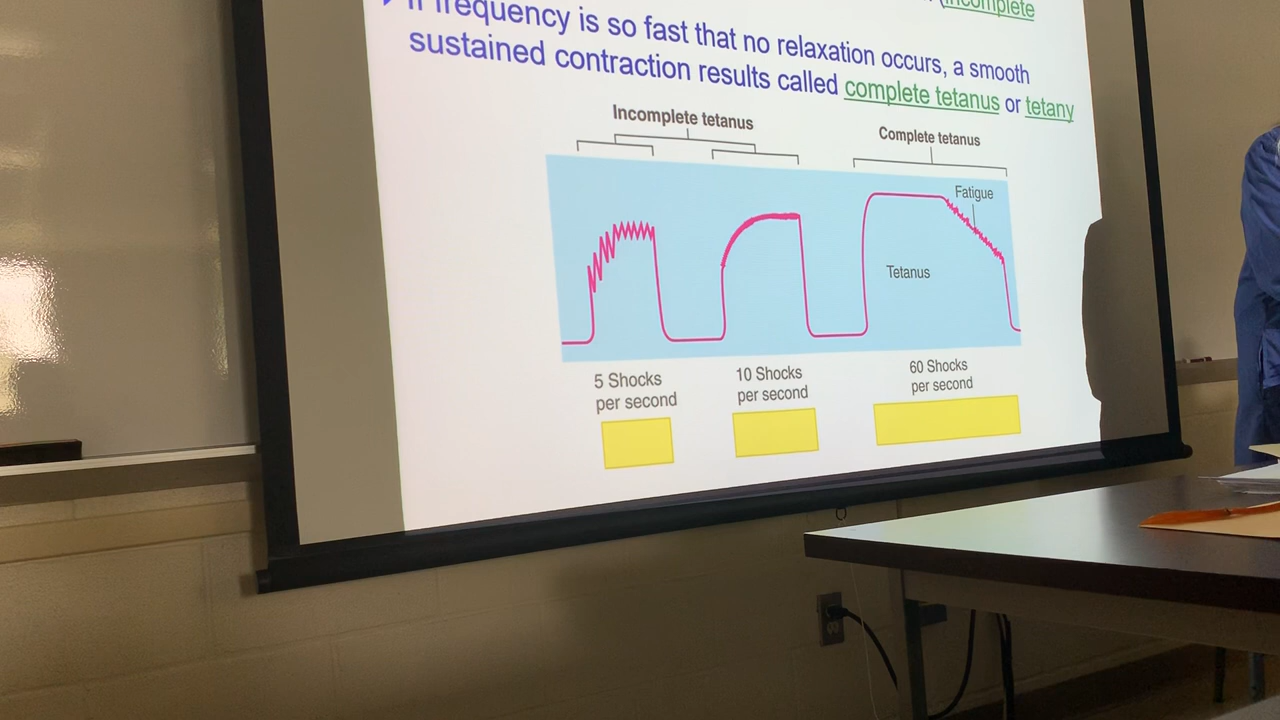 (incomplete
If frequency is so fast that no relaxation occurs, a smooth
sustained contraction results called complete tetanus or tetany
Incomplete tetanus
Complete tetanus
Fatigue
Tetanus
5 Shocks
per second
10 Shocks
per second
60 Shocks
per second